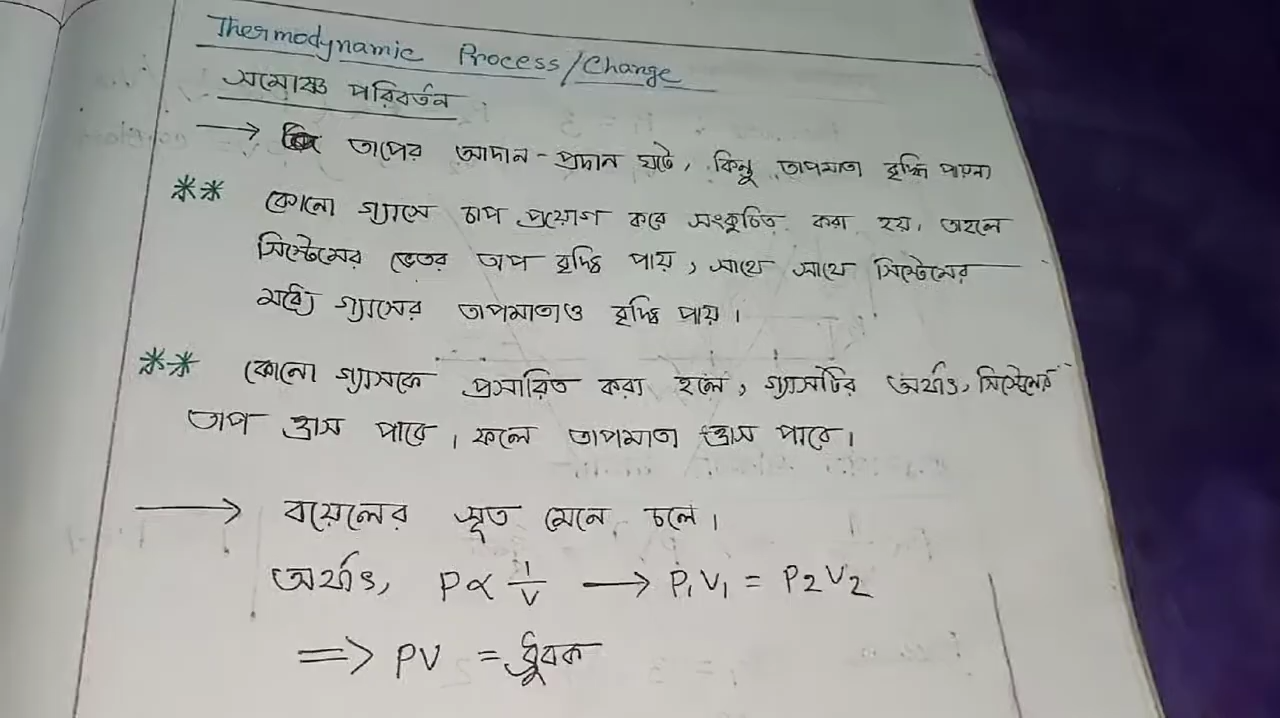 Thermodynamic Process/Change
সমোষ্ণ পরিবর্তন
→ তাপের আদান-প্রদান ঘটে, কিন্তু তাপমাত্রা বৃদ্ধি পায়না
** কোনো গ্যাসে চাপ প্রয়োগ করে সংকুচিত করা হয়, তাহলে
সিস্টেমের ভেতর তাপ বৃদ্ধি পায়, সাথে সাথে সিস্টেমের
মধ্যে গ্যাসের তাপমাত্রাও বৃদ্ধি পায়।
** কোনো গ্যাসকে প্রসারিত করা হলে, গ্যাসটির অর্থাৎ, সিস্টেমের
তাপ হ্রাস পাবে। ফলে তাপমাত্রা হ্রাস পাবে।
→ বয়েলের সূত্র মেনে চলে।
অর্থাৎ, P∝ 1/V → P₁V₁ = P₂V₂
⇒ PV = ধ্রুবক